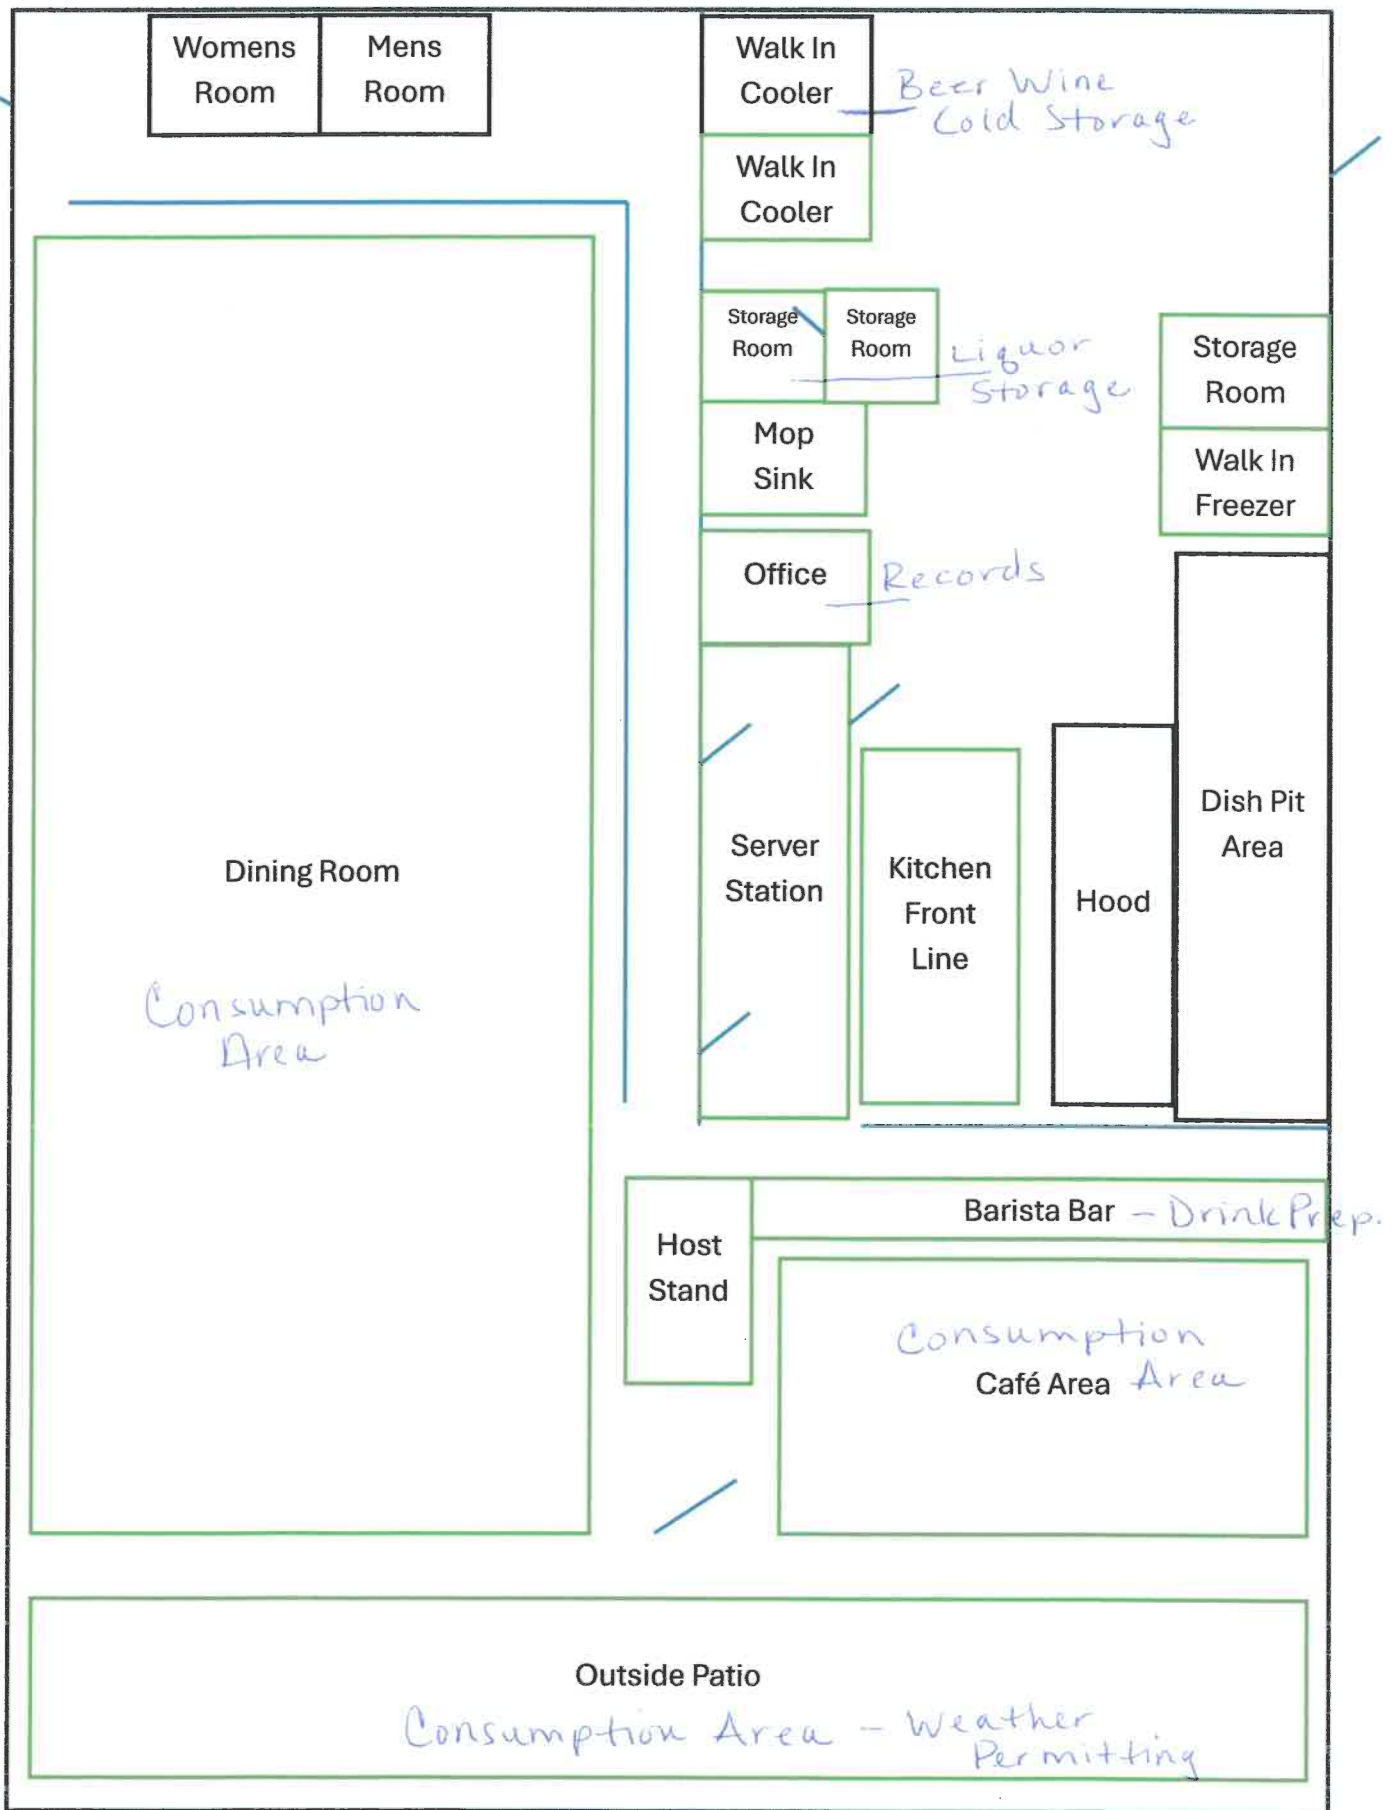 Womens
Room
Mens
Room
Walk In
Cooler
Beer Wine
Cold Storage
Walk In
Cooler
Storage
Room
Storage
Room
Liquor
Storage
Storage
Room
Mop
Sink
Walk In
Freezer
Office
Records
Dining Room
Consumption
Area
Server
Station
Kitchen
Front
Line
Hood
Dish Pit
Area
Barista Bar - Drink Prep.
Host
Stand
Consumption
Café Area Area
Outside Patio
Consumption Area - Weather
Permitting